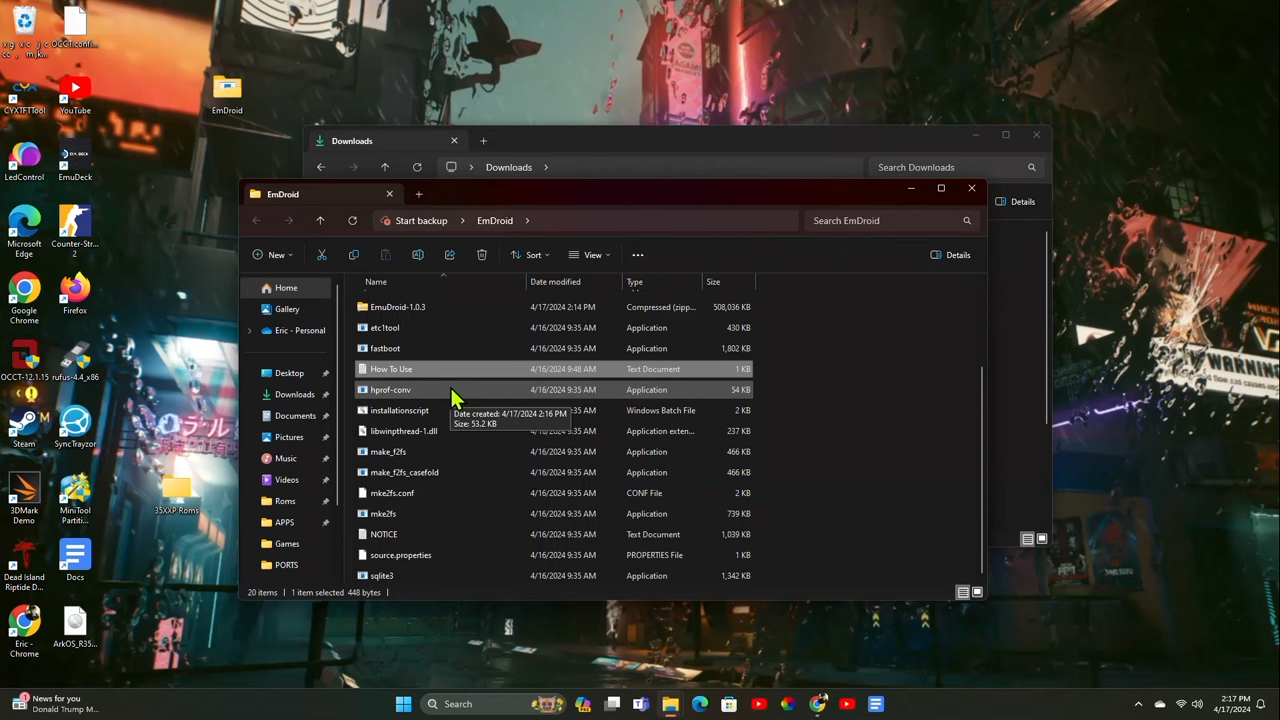 OCCT.confi...
CYXTFTTool
YouTube
EmDroid
LedControl
EmuDeck
Microsoft Edge
Counter-Str... 2
Google Chrome
Firefox
OCCT-12.1.15
rufus-4.4_x86
Steam
SyncTrayzor
3DMark Demo
MiniTool Partiti...
35XXP Roms
Dead Island Riptide D...
Docs
Eric - Chrome
ArkOS_R35...
Downloads
Downloads
Search Downloads
Details
EmDroid
Start backup
EmDroid
Search EmDroid
New
Sort
View
Details
Home
Gallery
Eric - Personal
Desktop
Downloads
Documents
Pictures
Music
Videos
Roms
APPS
Games
PORTS
Name Date modified Type Size
EmuDroid-1.0.3 4/17/2024 2:14 PM Compressed (zipp... 508,036 KB
etc1tool 4/16/2024 9:35 AM Application 430 KB
fastboot 4/16/2024 9:35 AM Application 1,802 KB
How To Use 4/16/2024 9:48 AM Text Document 1 KB
hprof-conv 4/16/2024 9:35 AM Application 54 KB
installationscript :35 AM Windows Batch File 2 KB
libwinpthread-1.dll :35 AM Application exten... 237 KB
Date created: 4/17/2024 2:16 PM
Size: 53.2 KB
make_f2fs 4/16/2024 9:35 AM Application 466 KB
make_f2fs_casefold 4/16/2024 9:35 AM Application 466 KB
mke2fs.conf 4/16/2024 9:35 AM CONF File 2 KB
mke2fs 4/16/2024 9:35 AM Application 739 KB
NOTICE 4/16/2024 9:35 AM Text Document 1,039 KB
source.properties 4/16/2024 9:35 AM PROPERTIES File 1 KB
sqlite3 4/16/2024 9:35 AM Application 1,342 KB
20 items 1 item selected 448 bytes
WARNING
News for you
Donald Trump M...
Search
2:17 PM
4/17/2024